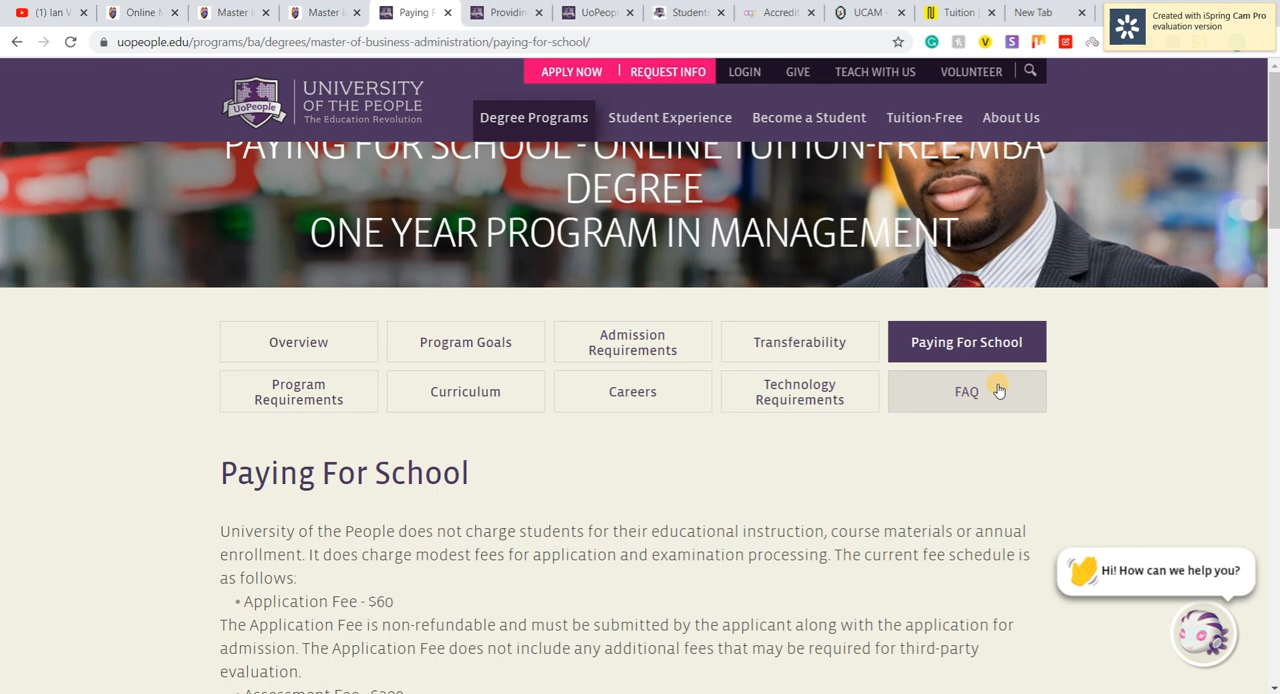 (1) Ian V
Online M
Master i
Master i
Paying F
Providin
UoPeopl
Students
Accredit
UCAM -
Tuition
New Tab
Created with iSpring Cam Pro
evaluation version
uopeople.edu/programs/ba/degrees/master-of-business-administration/paying-for-school/
APPLY NOW | REQUEST INFO LOGIN GIVE TEACH WITH US VOLUNTEER
UoPeople
UNIVERSITY
OF THE PEOPLE
The Education Revolution
Degree Programs Student Experience Become a Student Tuition-Free About Us
PAYING FOR SCHOOL - ONLINE TUITION-FREE MBA
DEGREE
ONE YEAR PROGRAM IN MANAGEMENT
Overview
Program Goals
Admission
Requirements
Transferability
Paying For School
Program
Requirements
Curriculum
Careers
Technology
Requirements
FAQ
Paying For School
University of the People does not charge students for their educational instruction, course materials or annual
enrollment. It does charge modest fees for application and examination processing. The current fee schedule is
as follows:
• Application Fee - $60
The Application Fee is non-refundable and must be submitted by the applicant along with the application for
admission. The Application Fee does not include any additional fees that may be required for third-party
evaluation.
• Assessment Fee -
Hi! How can we help you?